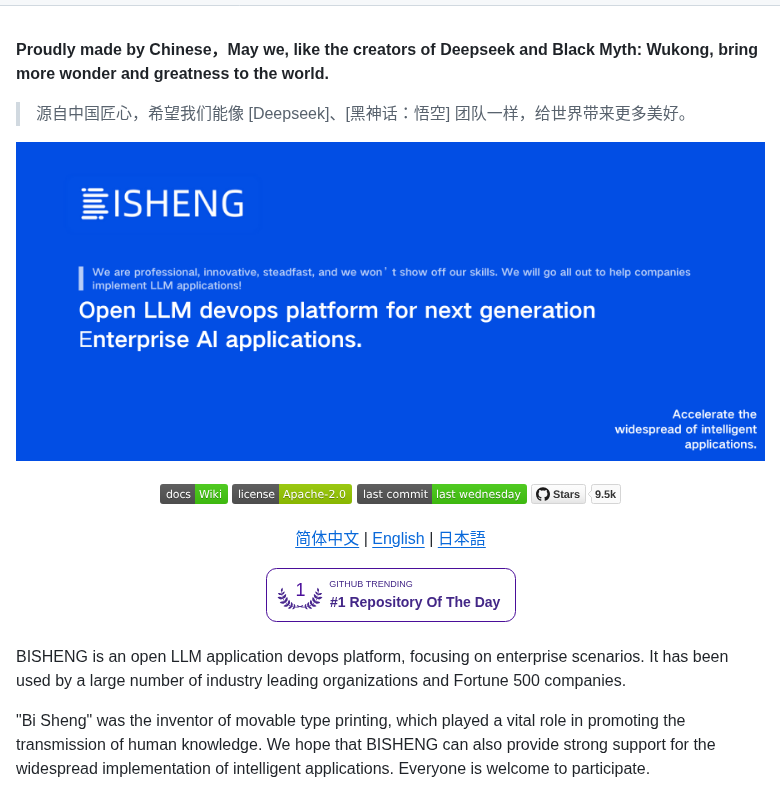 Proudly made by Chinese，May we, like the creators of Deepseek and Black Myth: Wukong, bring
more wonder and greatness to the world.
源自中国匠心，希望我们能像 [Deepseek]、[黑神话：悟空] 团队一样，给世界带来更多美好。
BISHENG
We are professional, innovative, steadfast, and we won't show off our skills. We will go all out to help companies
implement LLM applications!
Open LLM devops platform for next generation
Enterprise AI applications.
Accelerate the
widespread of intelligent
applications.
docs Wiki license Apache-2.0 last commit last wednesday Stars 9.5k
简体中文 | English | 日本語
1
GITHUB TRENDING
#1 Repository Of The Day
BISHENG is an open LLM application devops platform, focusing on enterprise scenarios. It has been
used by a large number of industry leading organizations and Fortune 500 companies.
"Bi Sheng" was the inventor of movable type printing, which played a vital role in promoting the
transmission of human knowledge. We hope that BISHENG can also provide strong support for the
widespread implementation of intelligent applications. Everyone is welcome to participate.